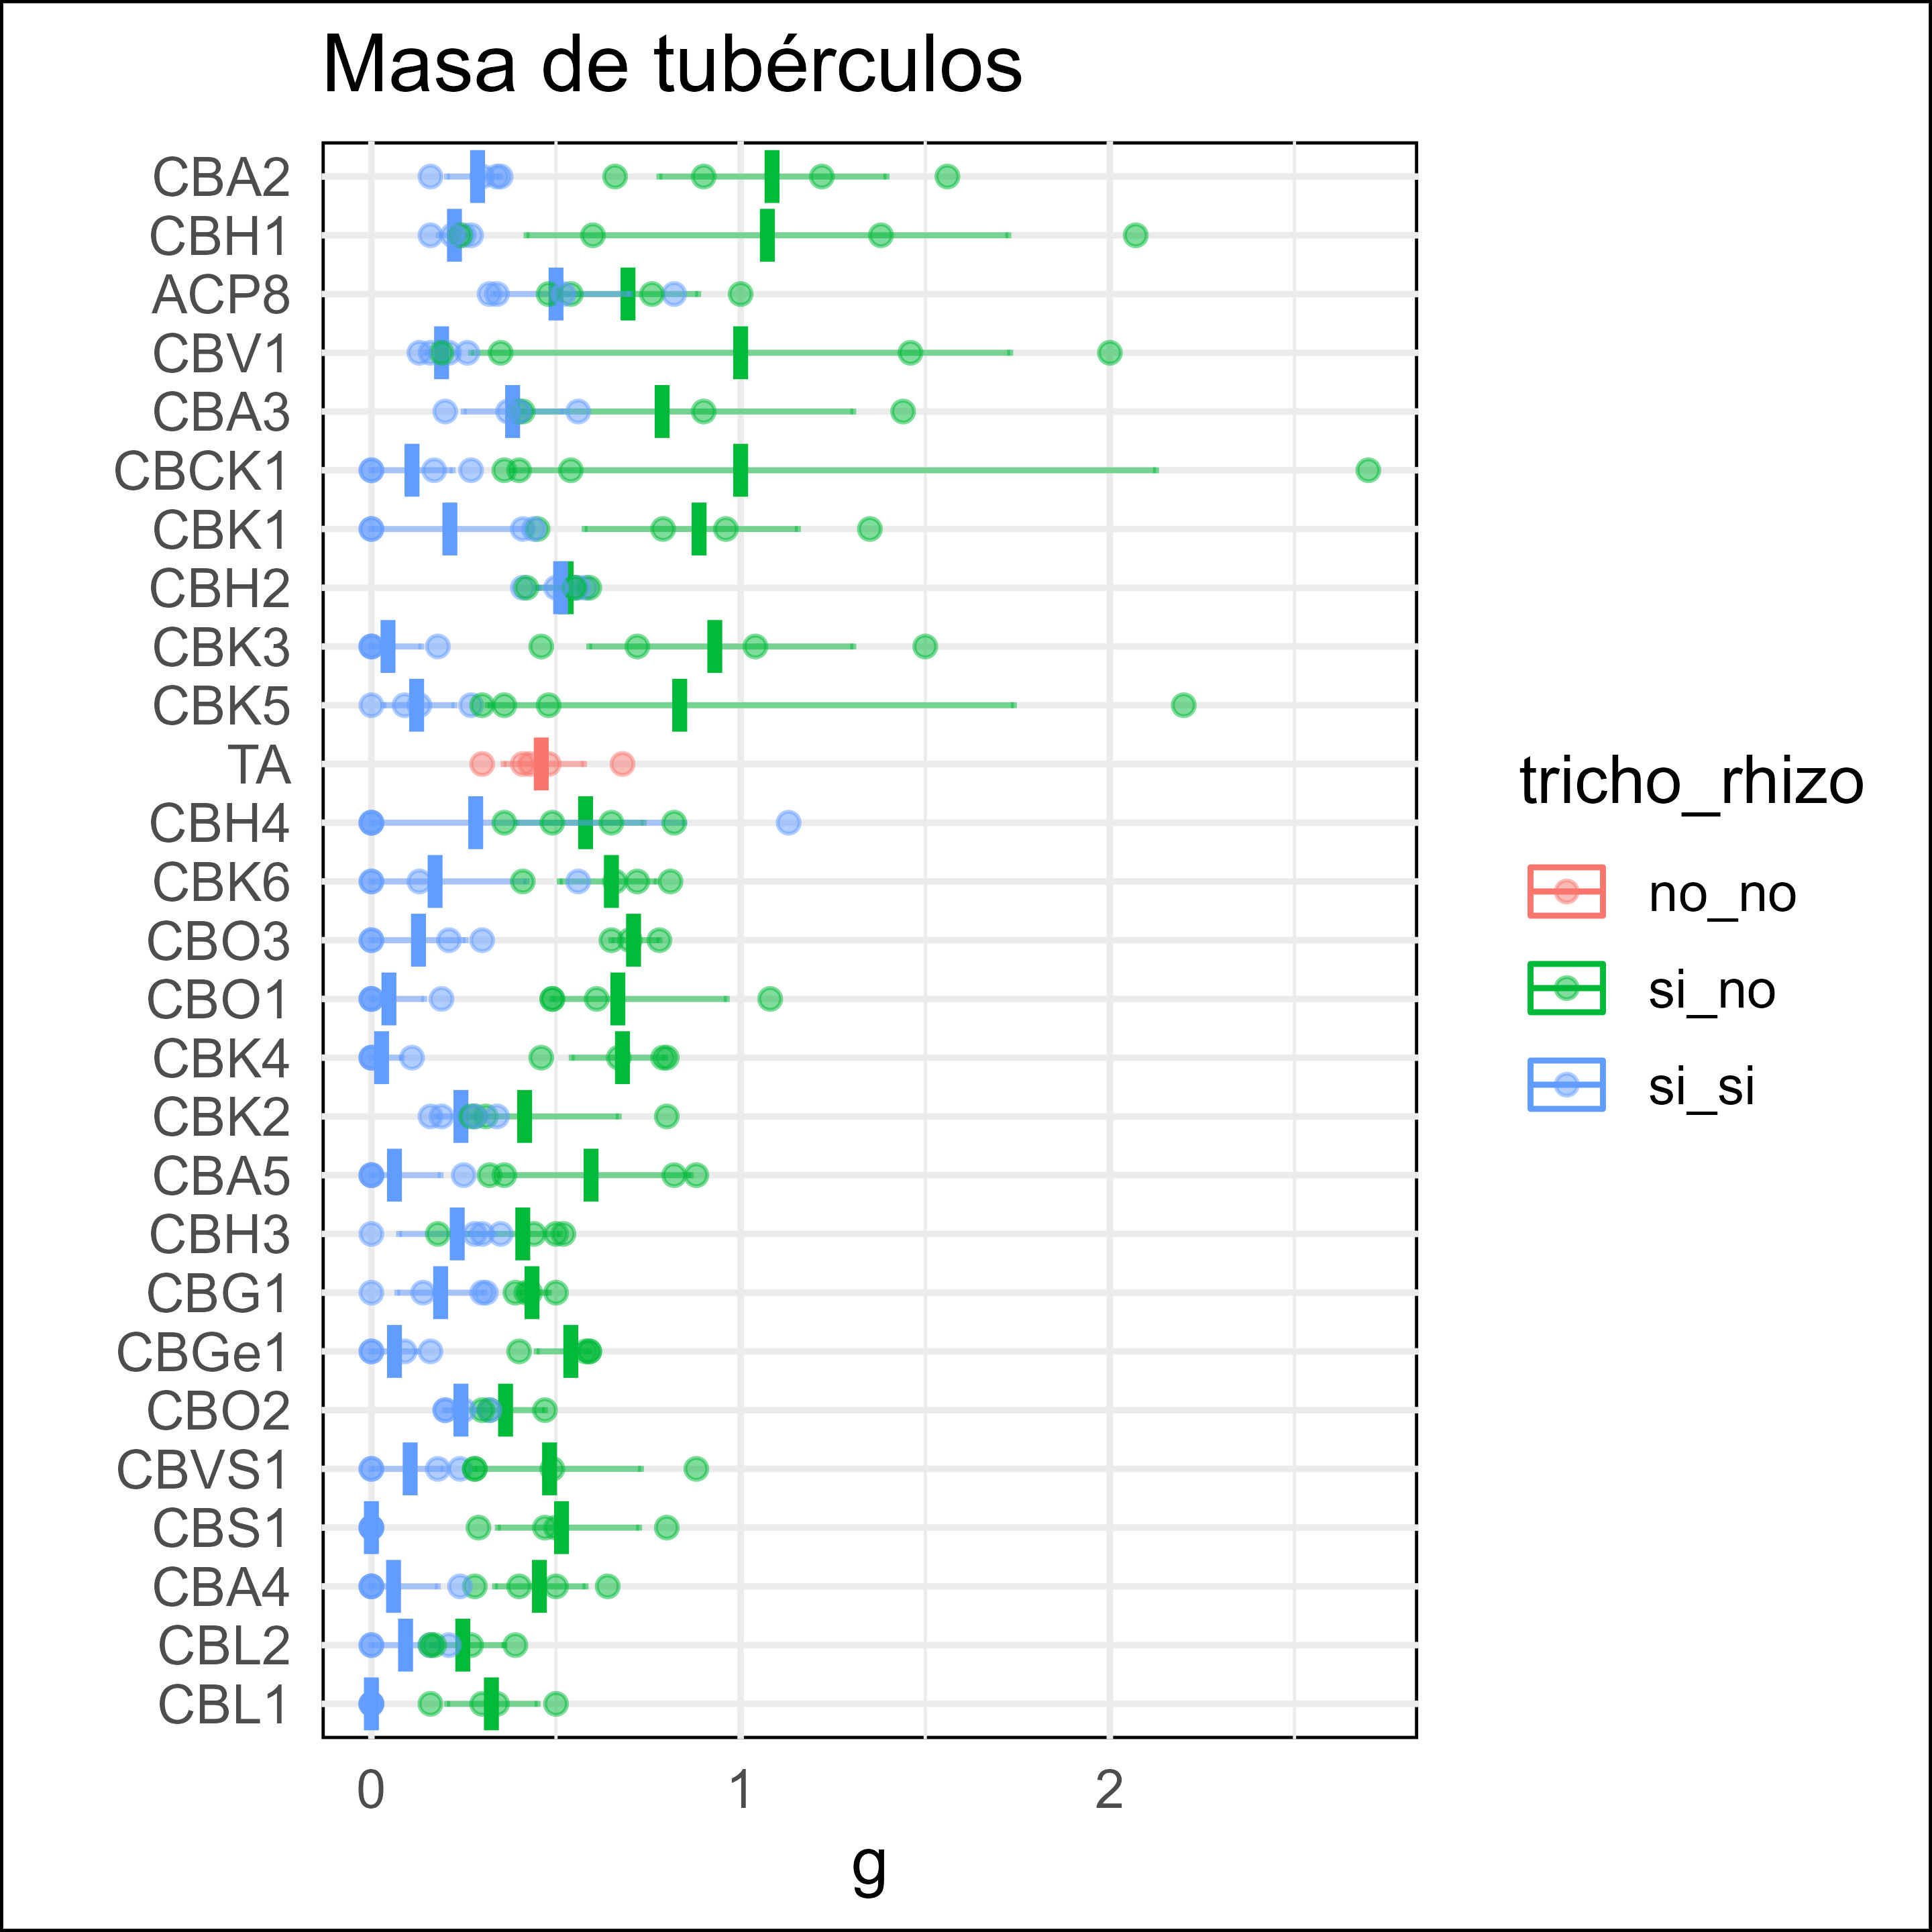 Masa de tubérculos
CBA2
CBH1
ACP8
CBV1
CBA3
CBCK1
CBK1
CBH2
CBK3
CBK5
TA
CBH4
CBK6
CBO3
CBO1
CBK4
CBK2
CBA5
CBH3
CBG1
CBGe1
CBO2
CBVS1
CBS1
CBA4
CBL2
CBL1
0 1 2
g
tricho_rhizo
no_no
si_no
si_si